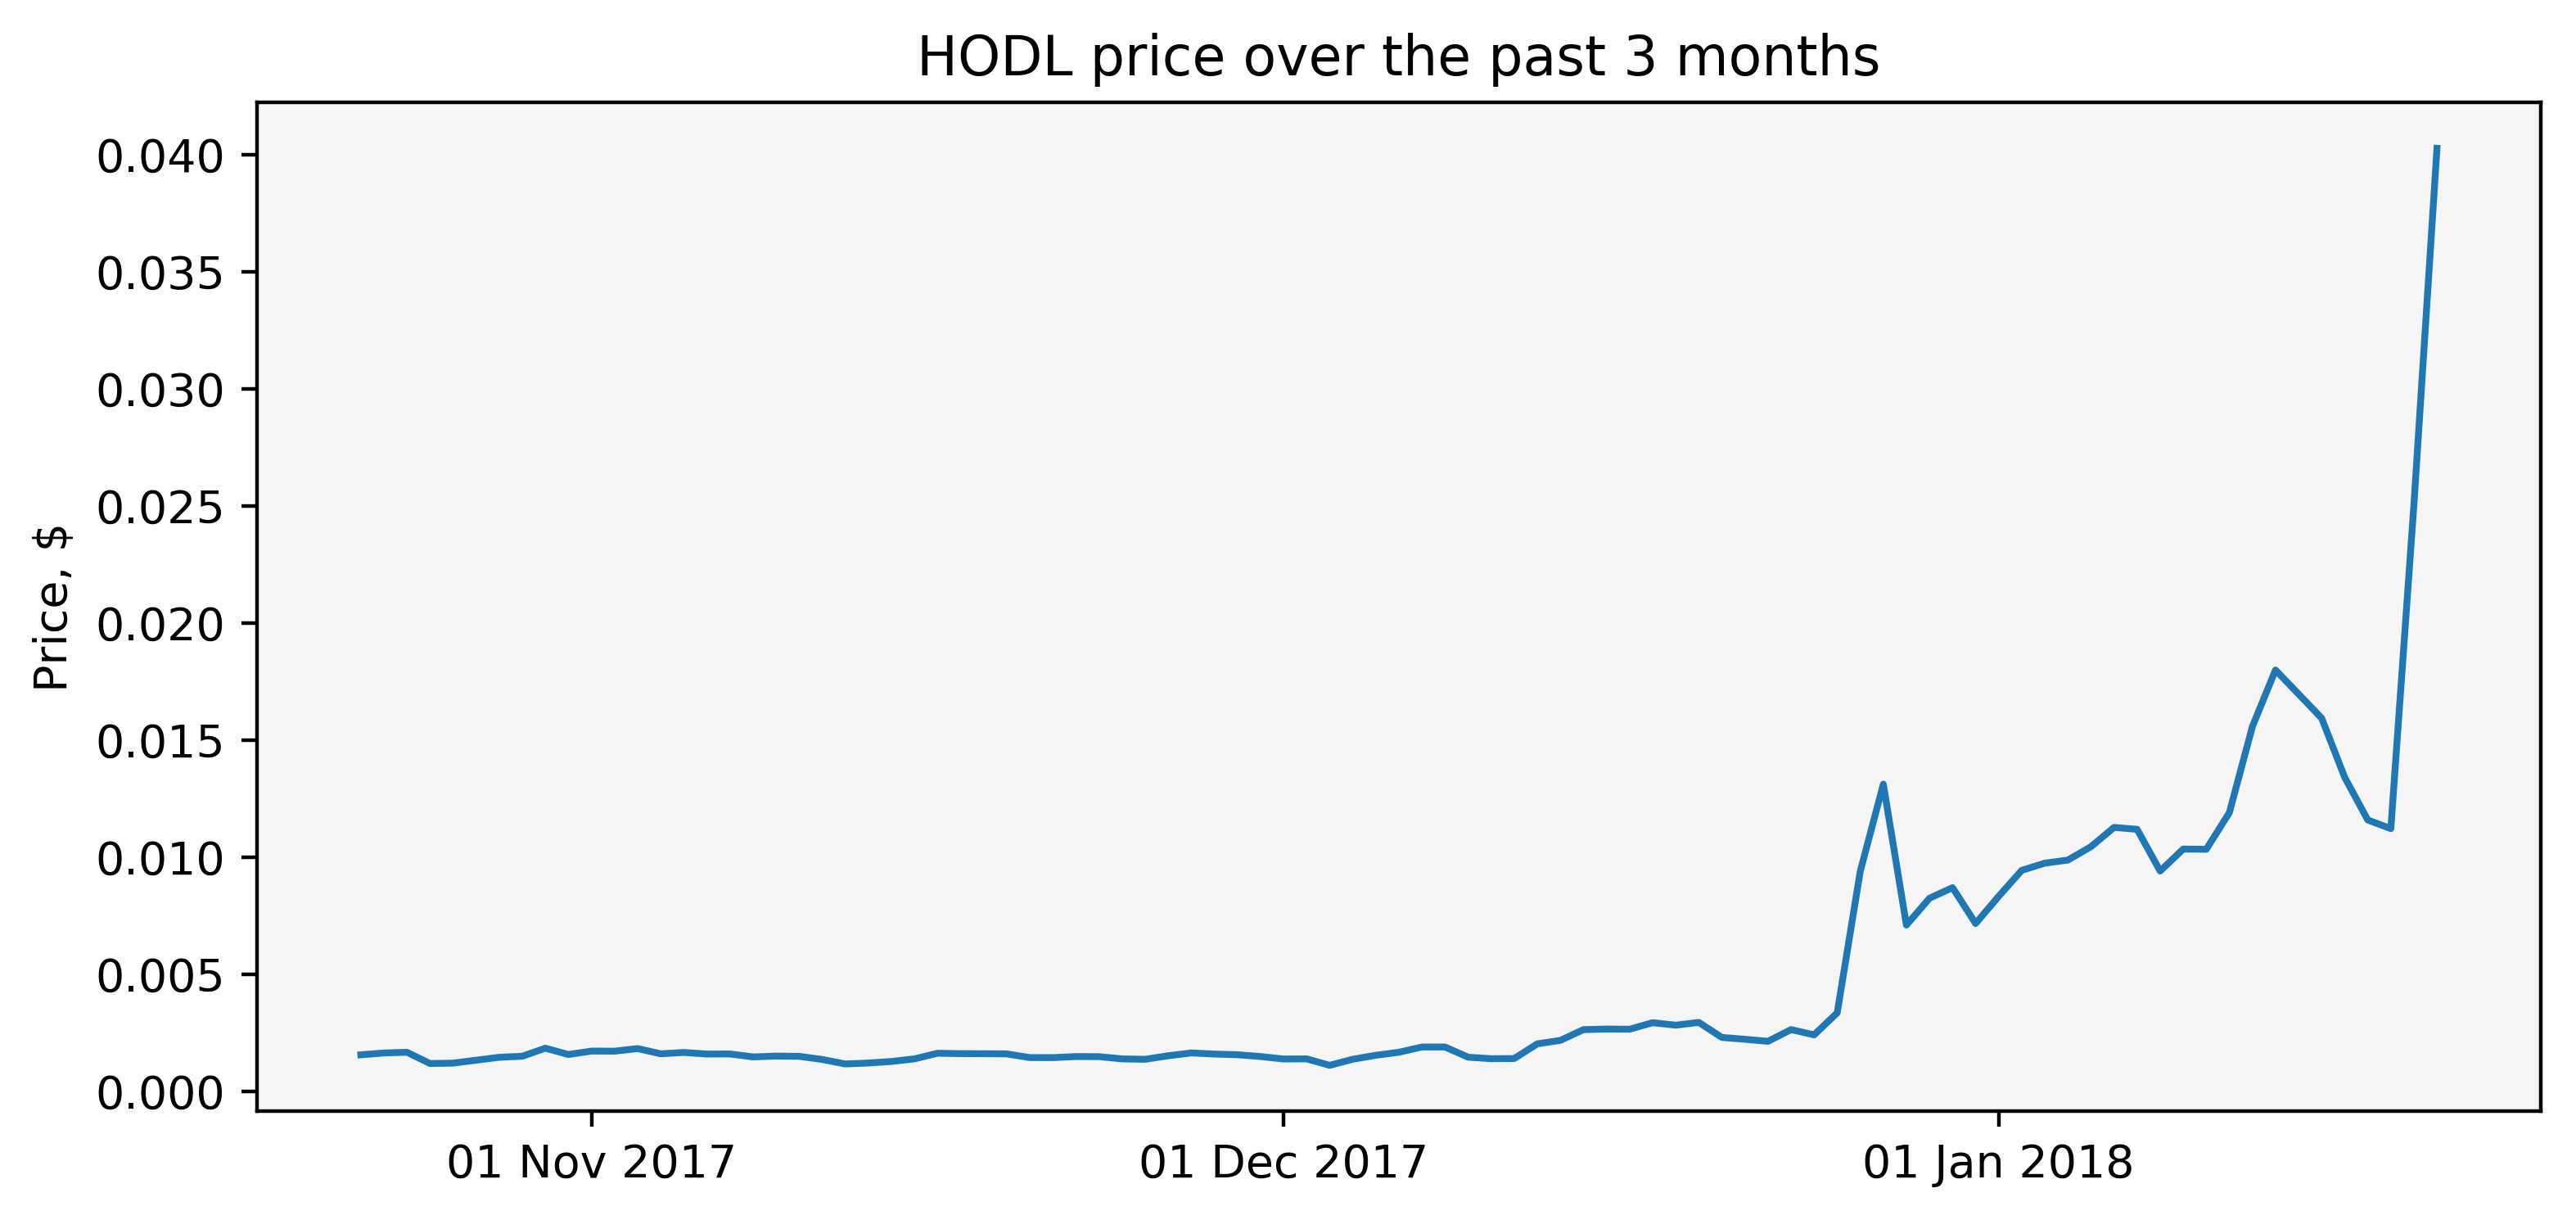 HODL price over the past 3 months
Price, $
0.040
0.035
0.030
0.025
0.020
0.015
0.010
0.005
0.000
01 Nov 2017
01 Dec 2017
01 Jan 2018